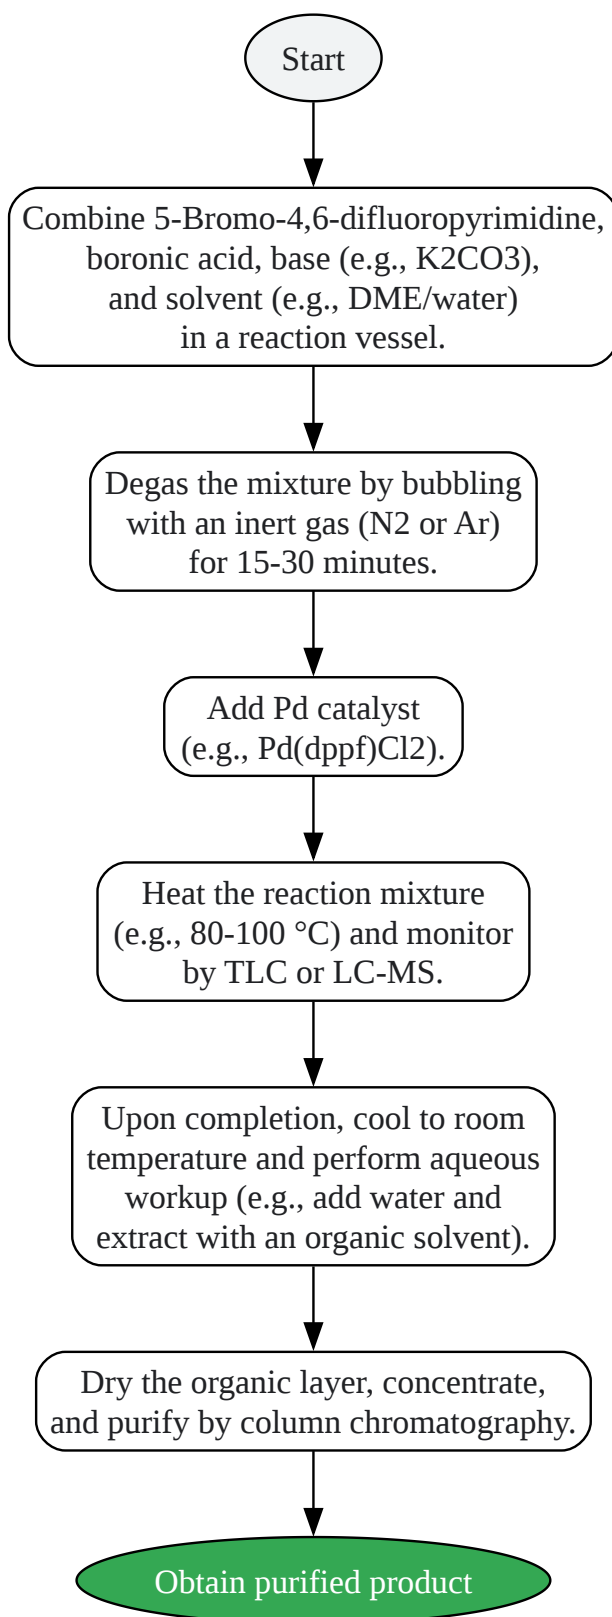 Start
Combine 5-Bromo-4,6-difluoropyrimidine,
boronic acid, base (e.g., K2CO3),
and solvent (e.g., DME/water)
in a reaction vessel.
Degas the mixture by bubbling
with an inert gas (N2 or Ar)
for 15-30 minutes.
Add Pd catalyst
(e.g., Pd(dppf)Cl2).
Heat the reaction mixture
(e.g., 80-100 °C) and monitor
by TLC or LC-MS.
Upon completion, cool to room
temperature and perform aqueous
workup (e.g., add water and
extract with an organic solvent).
Dry the organic layer, concentrate,
and purify by column chromatography.
Obtain purified product